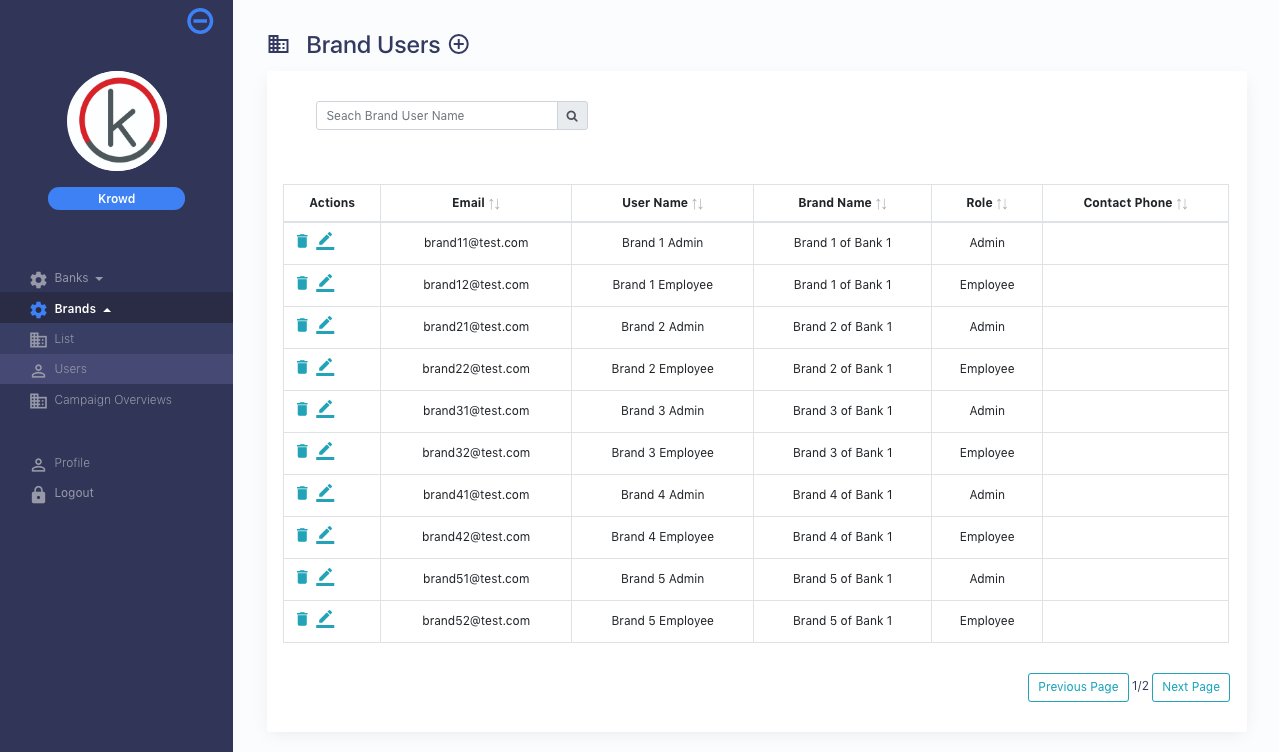 k
Krowd
Banks
Brands
List
Users
Campaign Overviews
Profile
Logout
Brand Users
Seach Brand User Name
Actions Email User Name Brand Name Role Contact Phone
brand11@test.com Brand 1 Admin Brand 1 of Bank 1 Admin
brand12@test.com Brand 1 Employee Brand 1 of Bank 1 Employee
brand21@test.com Brand 2 Admin Brand 2 of Bank 1 Admin
brand22@test.com Brand 2 Employee Brand 2 of Bank 1 Employee
brand31@test.com Brand 3 Admin Brand 3 of Bank 1 Admin
brand32@test.com Brand 3 Employee Brand 3 of Bank 1 Employee
brand41@test.com Brand 4 Admin Brand 4 of Bank 1 Admin
brand42@test.com Brand 4 Employee Brand 4 of Bank 1 Employee
brand51@test.com Brand 5 Admin Brand 5 of Bank 1 Admin
brand52@test.com Brand 5 Employee Brand 5 of Bank 1 Employee
Previous Page 1/2 Next Page